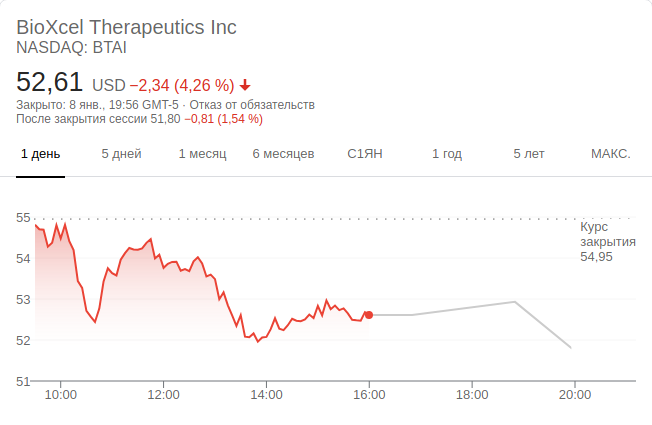 BioXcel Therapeutics Inc
NASDAQ: BTAI
52,61 USD −2,34 (4,26 %)
Закрыто: 8 янв., 19:56 GMT-5 · Отказ от обязательств
После закрытия сессии 51,80 −0,81 (1,54 %)
1 день 5 дней 1 месяц 6 месяцев С1ЯН 1 год 5 лет МАКС.
55
Курс
закрытия
54,95
54
53
52
51
10:00 12:00 14:00 16:00 18:00 20:00